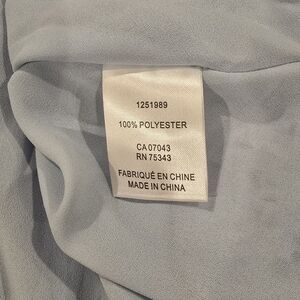 1251989
100% POLYESTER
CA 07043
RN 75343
FABRIQUÉ EN CHINE
MADE IN CHINA